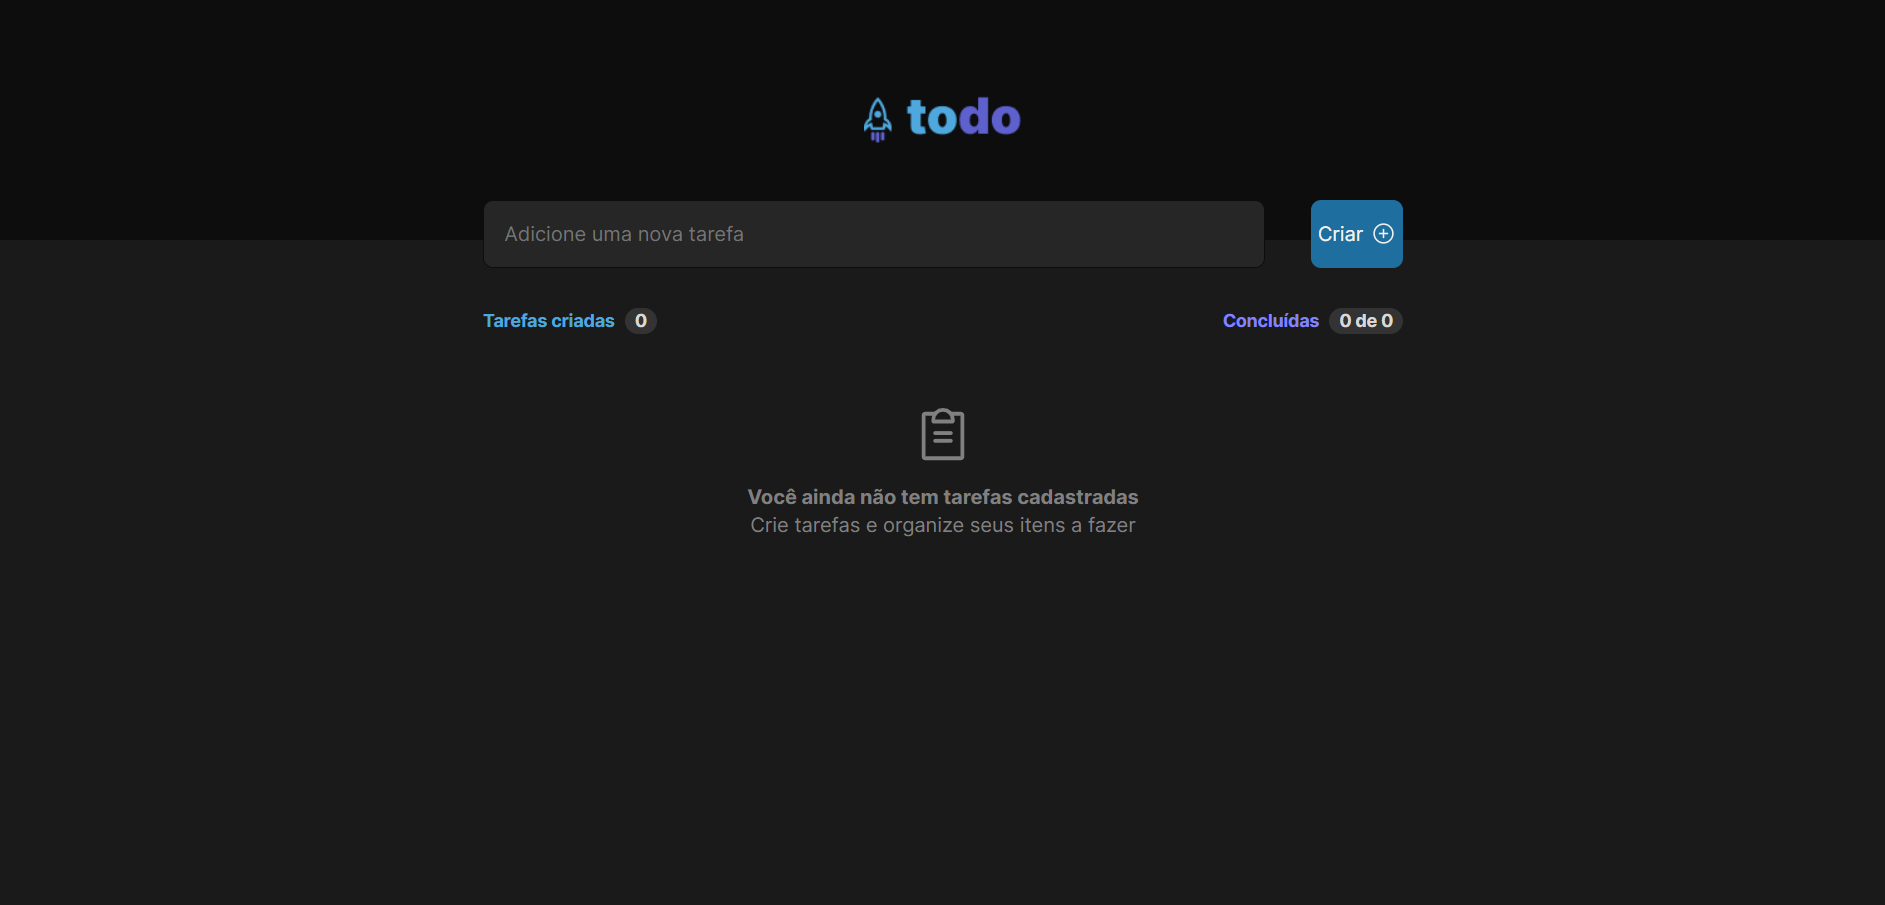 todo
Adicione uma nova tarefa
Criar
Tarefas criadas 0
Concluídas 0 de 0
Você ainda não tem tarefas cadastradas
Crie tarefas e organize seus itens a fazer